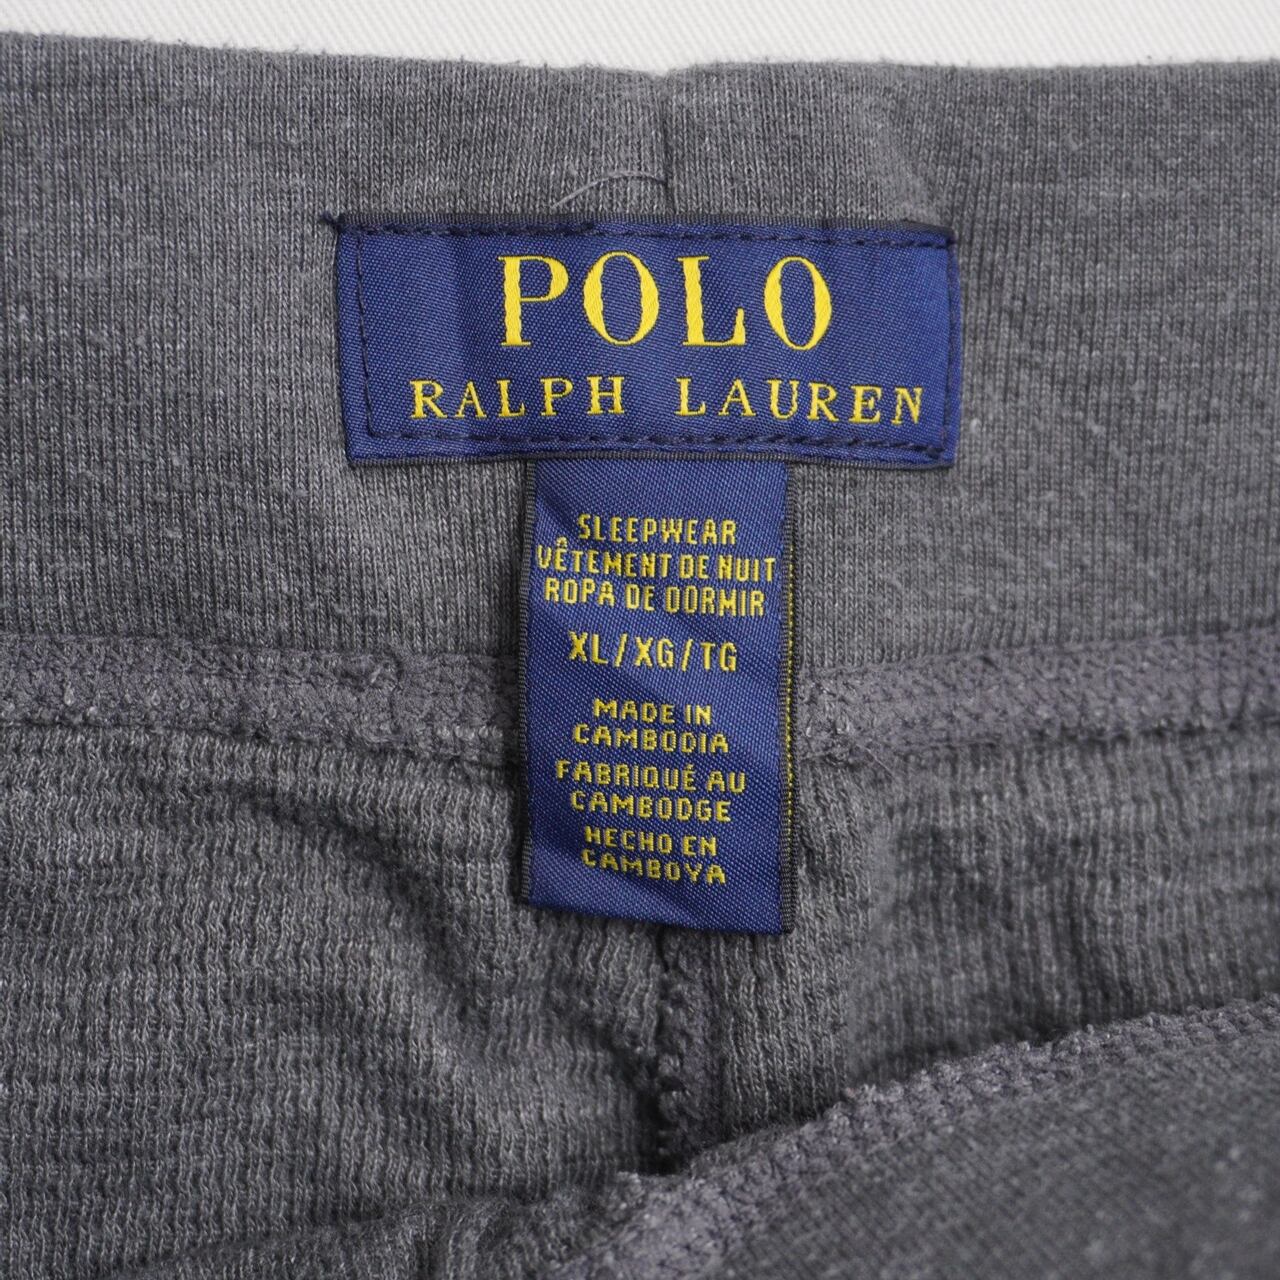 POLO
RALPH LAUREN
SLEEPWEAR
VÊTEMENT DE NUIT
ROPA DE DORMIR
XL/XG/TG
MADE IN
CAMBODIA
FABRIQUÉ AU
CAMBODGE
HECHO EN
CAMBOYA